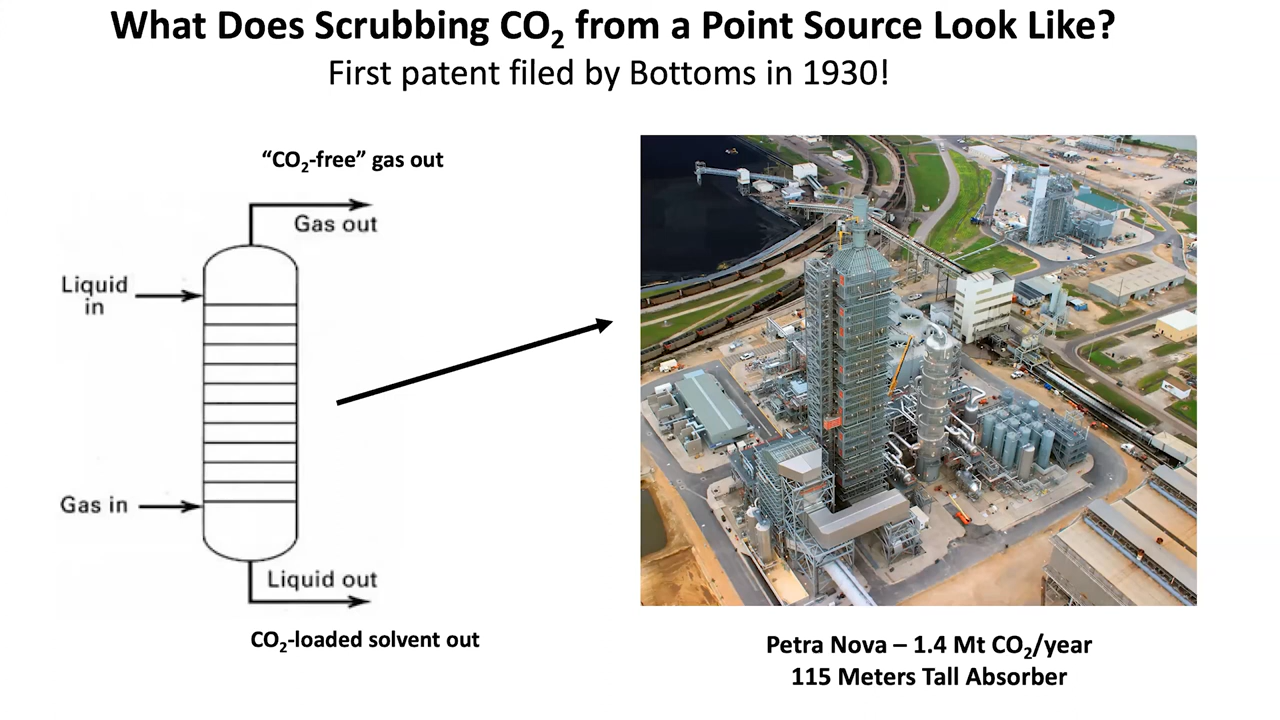 What Does Scrubbing CO₂ from a Point Source Look Like?
First patent filed by Bottoms in 1930!
“CO₂-free” gas out
Gas out
Liquid
in
Gas in
Liquid out
CO₂-loaded solvent out
Petra Nova – 1.4 Mt CO₂/year
115 Meters Tall Absorber